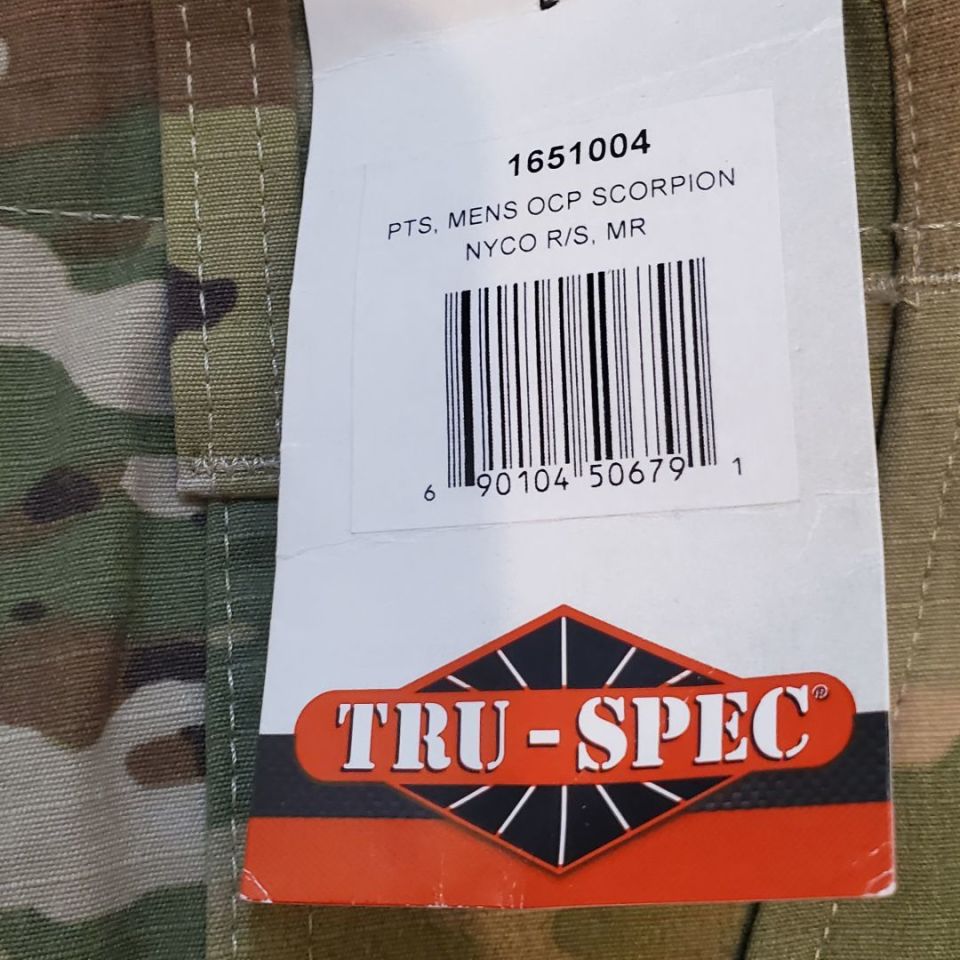 1651004
PTS, MENS OCP SCORPION
NYCO R/S, MR
6 90104 50679 1
TRU-SPEC®